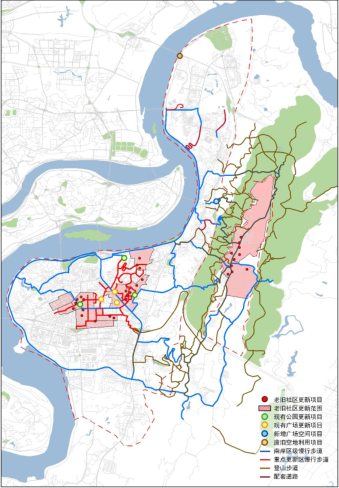 老旧社区更新项目
老旧社区更新范围
现有公园更新项目
现有广场更新项目
新增广场空间项目
废旧空地利用项目
南岸区级慢行步道
重点更新区慢行步道
登山步道
配套道路